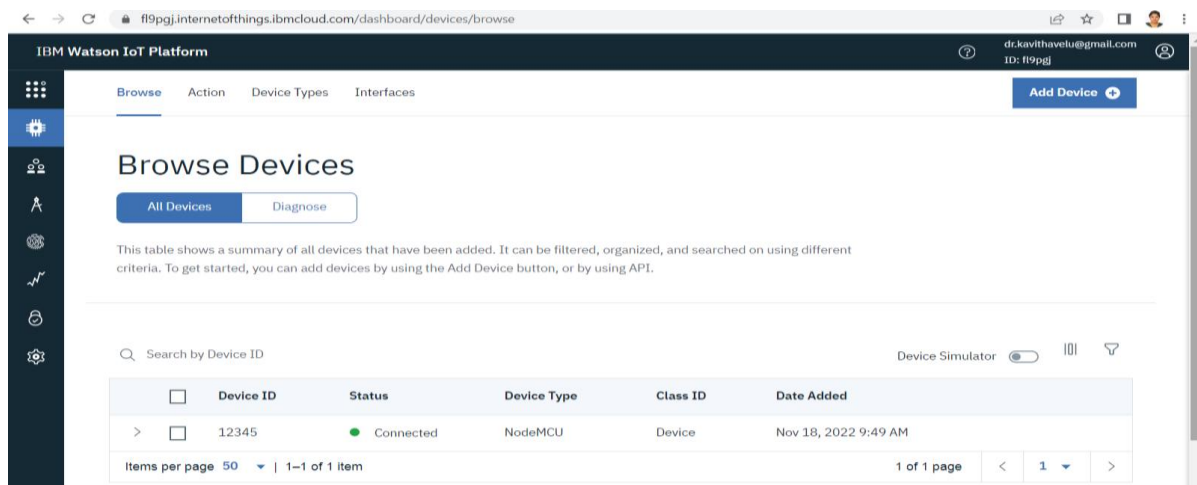 fl9pgj.internetofthings.ibmcloud.com/dashboard/devices/browse
IBM Watson IoT Platform
dr.kavithavelu@gmail.com
ID: fl9pgj
Browse Action Device Types Interfaces
Add Device
Browse Devices
All Devices Diagnose
This table shows a summary of all devices that have been added. It can be filtered, organized, and searched on using different
criteria. To get started, you can add devices by using the Add Device button, or by using API.
Search by Device ID
Device Simulator
Device ID Status Device Type Class ID Date Added
12345 Connected NodeMCU Device Nov 18, 2022 9:49 AM
Items per page 50 | 1–1 of 1 item 1 of 1 page < 1 >